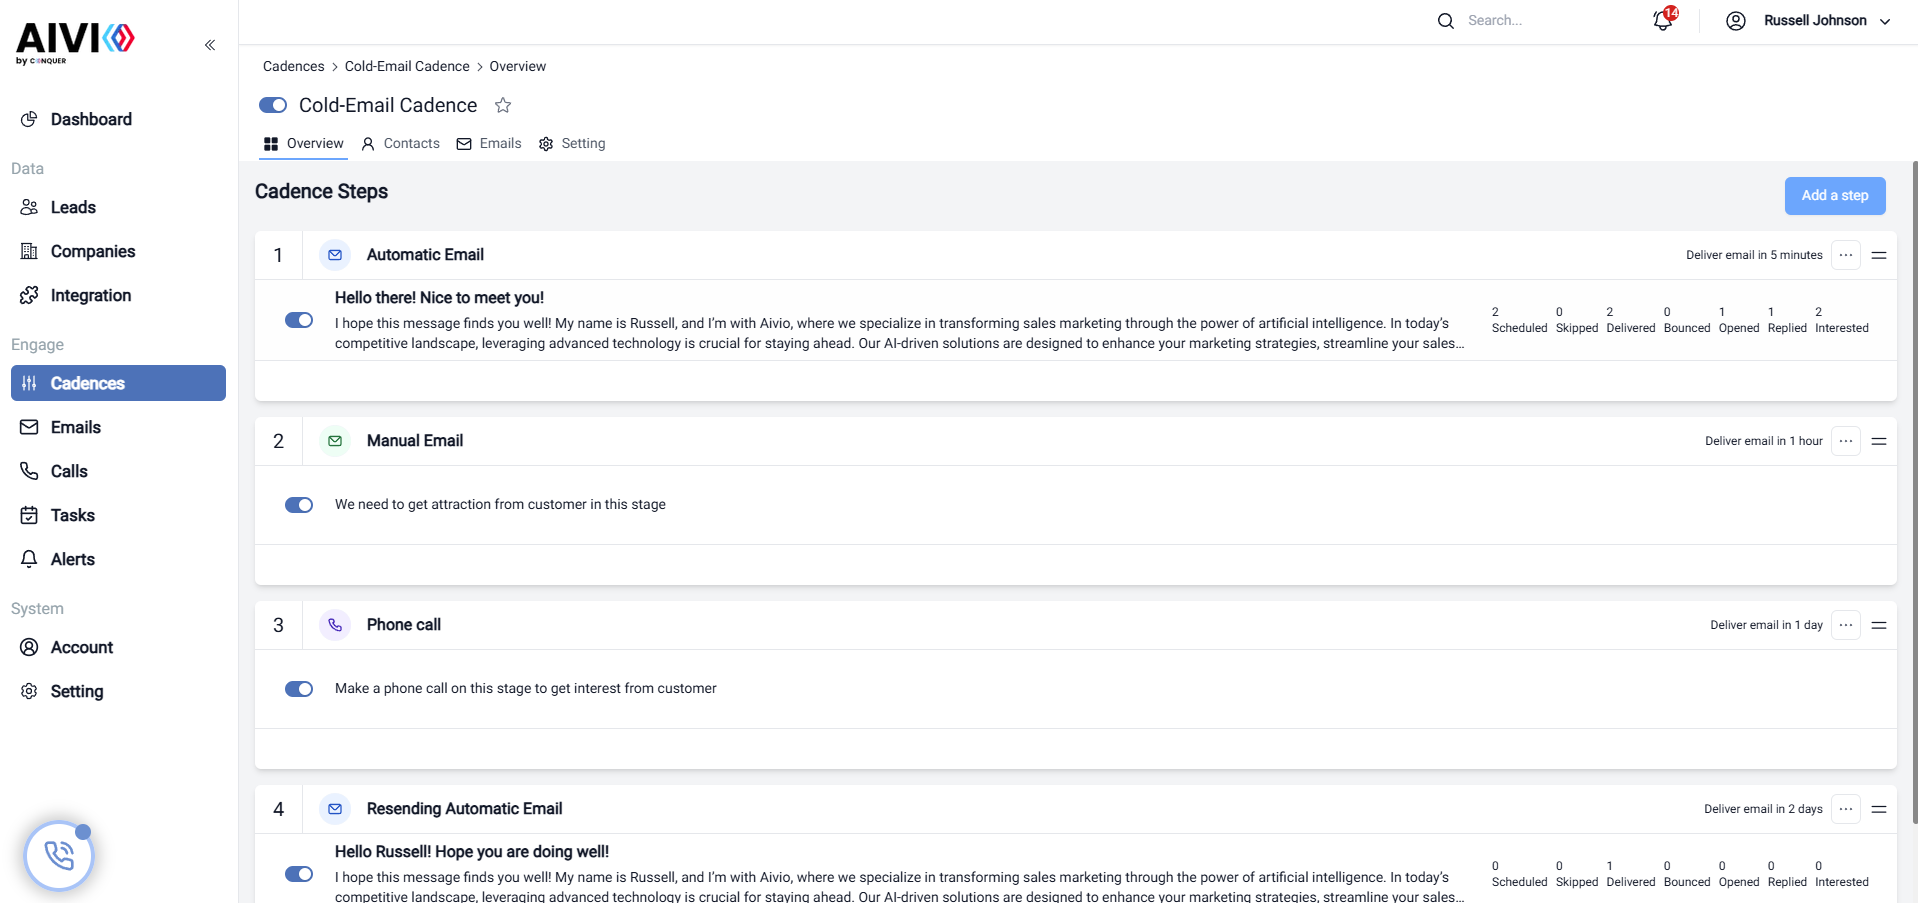 AIVIO
by CONQUER
Search...
14
Russell Johnson
Dashboard
Data
Leads
Companies
Integration
Engage
Cadences
Emails
Calls
Tasks
Alerts
System
Account
Setting
Cadences > Cold-Email Cadence > Overview
Cold-Email Cadence
Overview Contacts Emails Setting
Cadence Steps
Add a step
1 Automatic Email Deliver email in 5 minutes ...
Hello there! Nice to meet you!
I hope this message finds you well! My name is Russell, and I'm with Aivio, where we specialize in transforming sales marketing through the power of artificial intelligence. In today's
competitive landscape, leveraging advanced technology is crucial for staying ahead. Our AI-driven solutions are designed to enhance your marketing strategies, streamline your sales...
2 0 2 0 1 1 2
Scheduled Skipped Delivered Bounced Opened Replied Interested
2 Manual Email Deliver email in 1 hour ...
We need to get attraction from customer in this stage
3 Phone call Deliver email in 1 day ...
Make a phone call on this stage to get interest from customer
4 Resending Automatic Email Deliver email in 2 days ...
Hello Russell! Hope you are doing well!
I hope this message finds you well! My name is Russell, and I'm with Aivio, where we specialize in transforming sales marketing through the power of artificial intelligence. In today's
competitive landscape, leveraging advanced technology is crucial for staying ahead. Our AI-driven solutions are designed to enhance your marketing strategies, streamline your sales...
0 0 1 0 0 0 0
Scheduled Skipped Delivered Bounced Opened Replied Interested